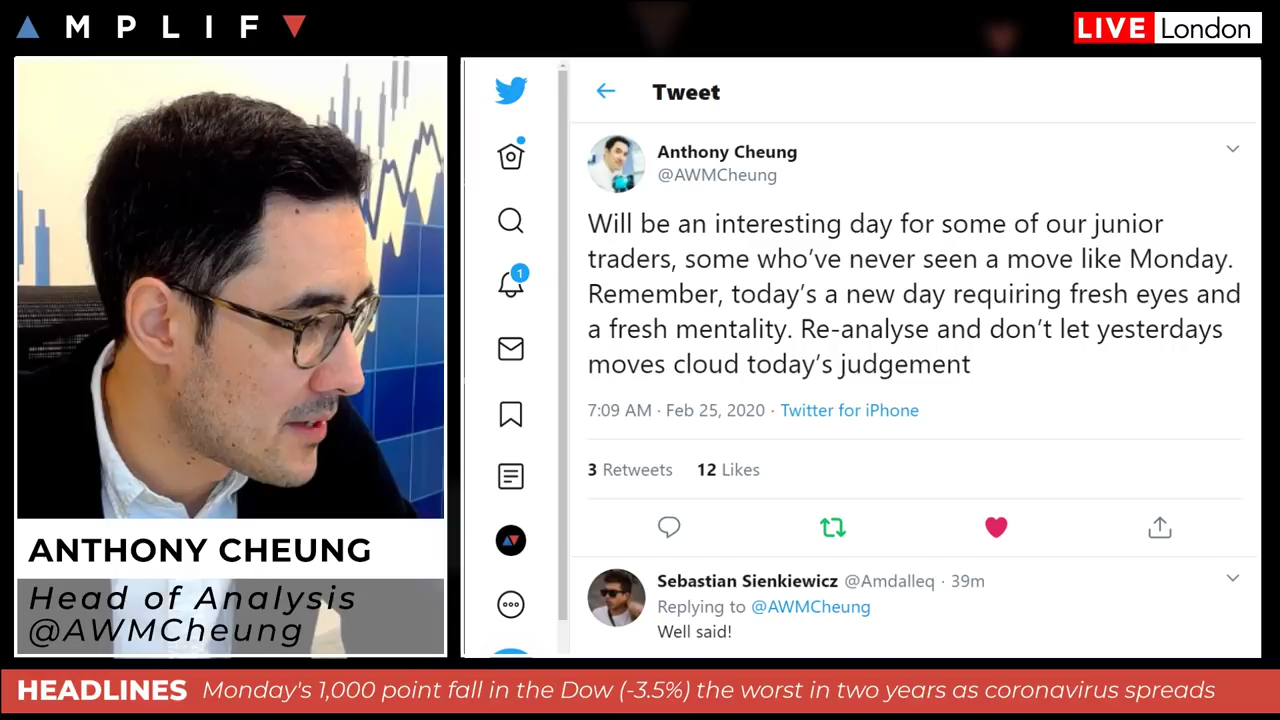 AMPLIFY
LIVE London
Tweet
Anthony Cheung
@AWMCheung
Will be an interesting day for some of our junior
traders, some who've never seen a move like Monday.
Remember, today's a new day requiring fresh eyes and
a fresh mentality. Re-analyse and don't let yesterdays
moves cloud today's judgement
7:09 AM · Feb 25, 2020 · Twitter for iPhone
3 Retweets 12 Likes
1
Sebastian Sienkiewicz @Amdalleq · 39m
Replying to @AWMCheung
Well said!
ANTHONY CHEUNG
Head of Analysis
@AWMCheung
HEADLINES Monday's 1,000 point fall in the Dow (-3.5%) the worst in two years as coronavirus spreads